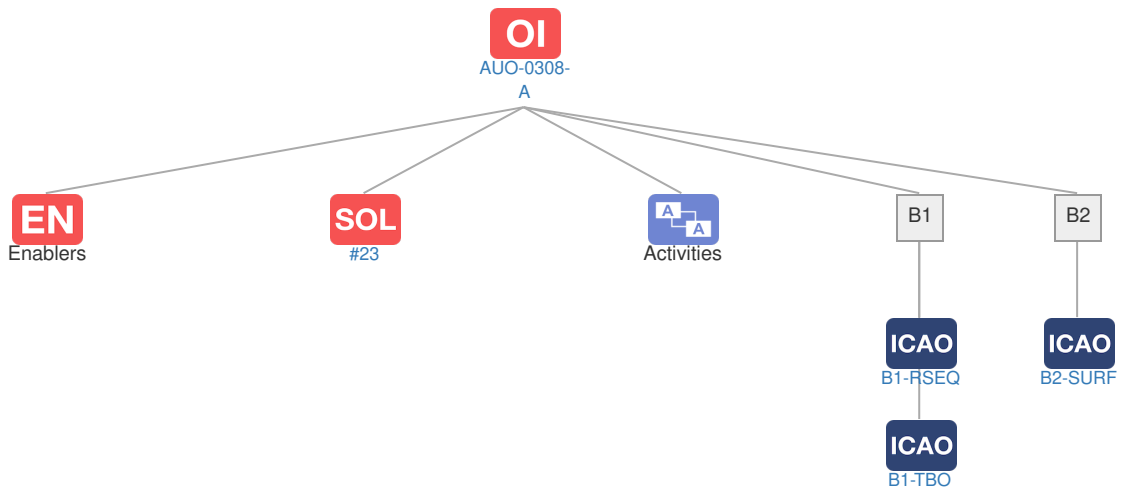 OI
AUO-0308-
A
EN
Enablers
SOL
#23
A
A
Activities
B1
B2
ICAO
B1-RSEQ
ICAO
B2-SURF
ICAO
B1-TBO